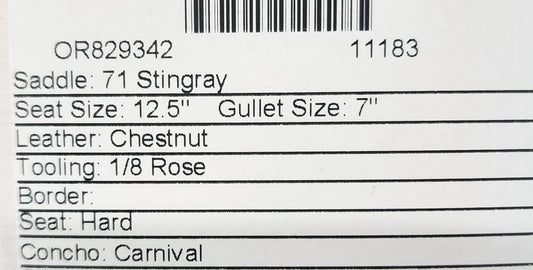 OR829342 11183
Saddle: 71 Stingray
Seat Size: 12.5" Gullet Size: 7"
Leather: Chestnut
Tooling: 1/8 Rose
Border:
Seat: Hard
Concho: Carnival